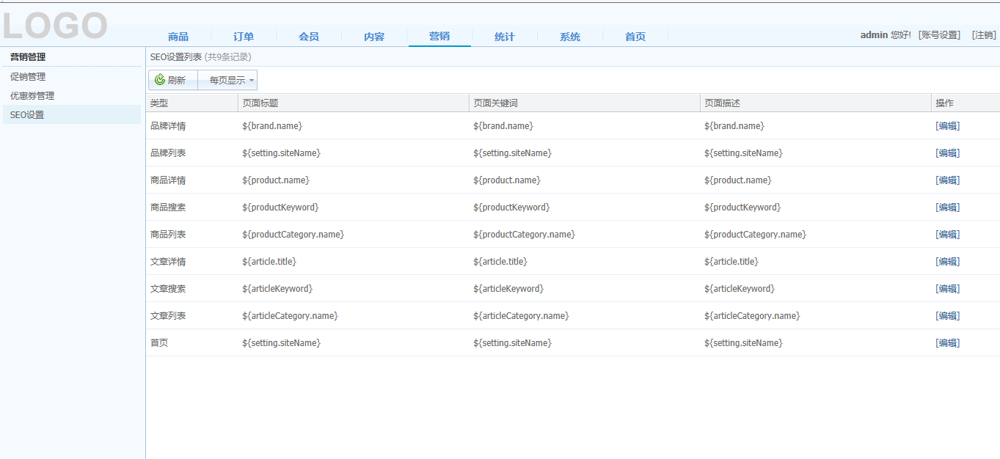 LOGO
商品 订单 会员 内容 营销 统计 系统 首页 admin 您好! [账号设置] [注销]
营销管理
促销管理
优惠券管理
SEO设置
SEO设置列表 (共9条记录)
刷新 每页显示
类型 页面标题 页面关键词 页面描述 操作
品牌详情 ${brand.name} ${brand.name} ${brand.name} [编辑]
品牌列表 ${setting.siteName} ${setting.siteName} ${setting.siteName} [编辑]
商品详情 ${product.name} ${product.name} ${product.name} [编辑]
商品搜索 ${productKeyword} ${productKeyword} ${productKeyword} [编辑]
商品列表 ${productCategory.name} ${productCategory.name} ${productCategory.name} [编辑]
文章详情 ${article.title} ${article.title} ${article.title} [编辑]
文章搜索 ${articleKeyword} ${articleKeyword} ${articleKeyword} [编辑]
文章列表 ${articleCategory.name} ${articleCategory.name} ${articleCategory.name} [编辑]
首页 ${setting.siteName} ${setting.siteName} ${setting.siteName} [编辑]